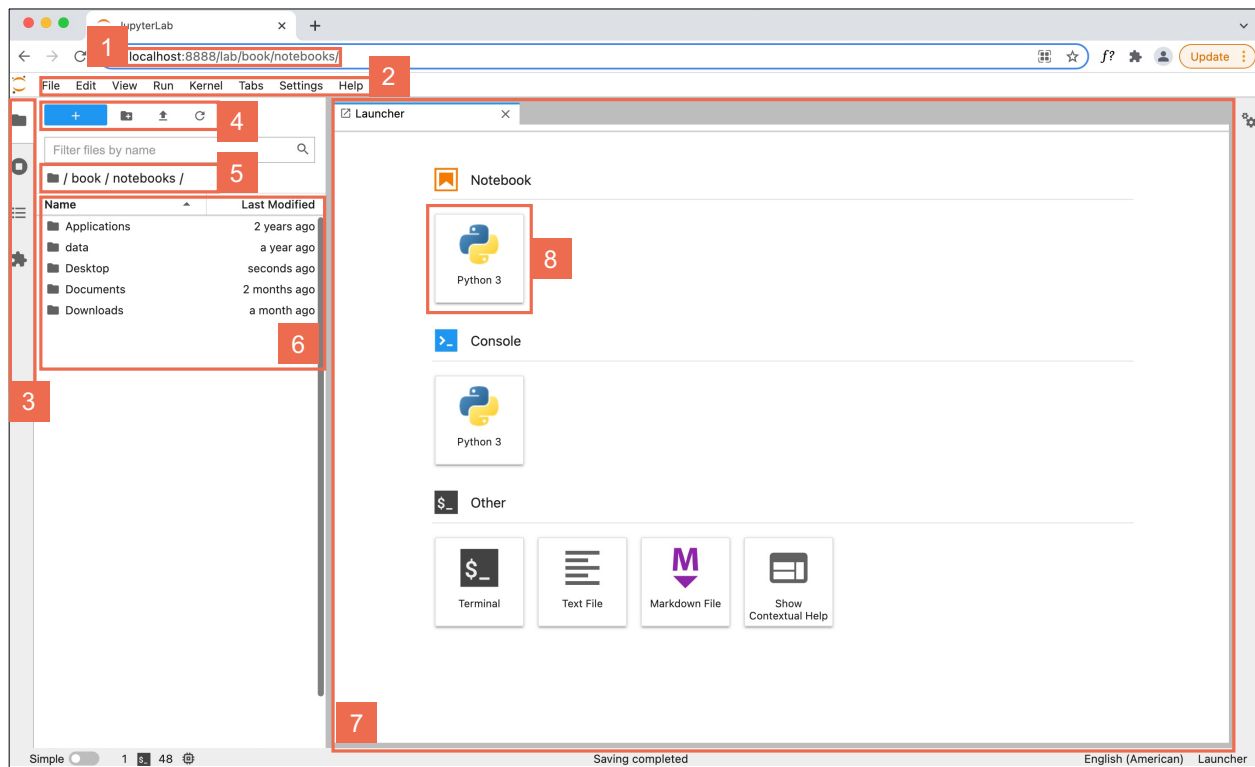 JupyterLab
1 localhost:8888/lab/book/notebooks/
f? Update
File Edit View Run Kernel Tabs Settings Help 2
+ 4
Launcher
Filter files by name
/ book / notebooks / 5
Notebook
Name Last Modified
Applications 2 years ago
data a year ago
Desktop seconds ago
Documents 2 months ago
Downloads a month ago
6
3
Python 3
8
Console
Python 3
$_ Other
$_
Terminal
Text File
M
Markdown File
Show
Contextual Help
7
Simple 1 $_ 48 Saving completed English (American) Launcher